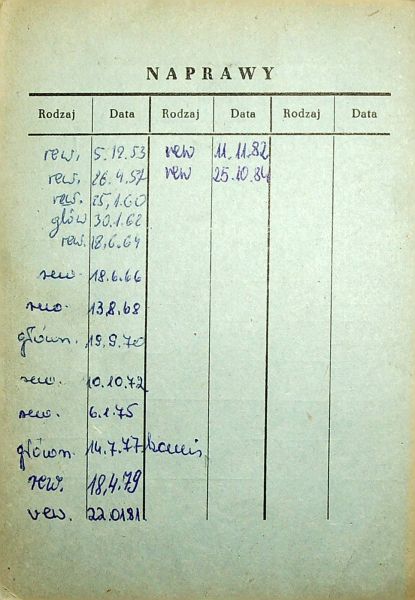 NAPRAWY
Rodzaj Data Rodzaj Data Rodzaj Data
rew. 5.12.53 rew 11.11.82
rew. 26.4.57 rew 25.10.84
rew. 25.1.60
głów 30.1.62
rew. 18.6.64
rew. 18.6.66
rew. 13.8.68
główn. 19.9.70
rew. 10.10.72
rew. 6.1.75
główn. 14.7.77
rew. 18.4.79
rew. 22.01.81.